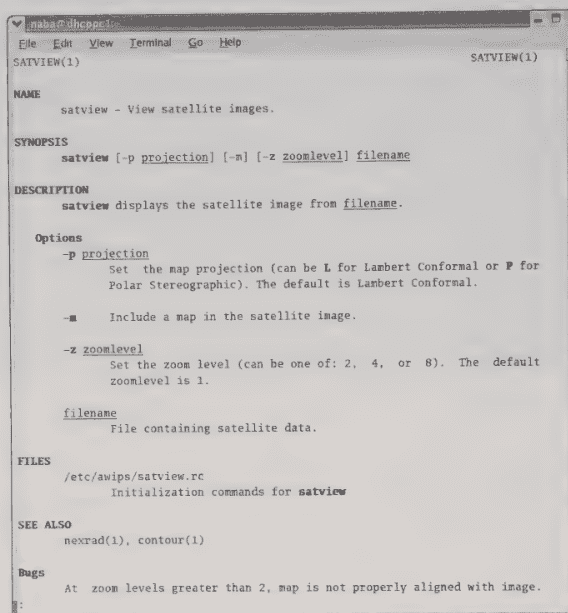 naba@dhcppc1:
File Edit View Terminal Go Help
SATVIEW(1) SATVIEW(1)
NAME
satview - View satellite images.
SYNOPSIS
satview [-p projection] [-m] [-z zoomlevel] filename
DESCRIPTION
satview displays the satellite image from filename.
Options
-p projection
Set the map projection (can be L for Lambert Conformal or P for
Polar Stereographic). The default is Lambert Conformal.
-m Include a map in the satellite image.
-z zoomlevel
Set the zoom level (can be one of: 2, 4, or 8). The default
zoomlevel is 1.
filename
File containing satellite data.
FILES
/etc/awips/satview.rc
Initialization commands for satview
SEE ALSO
nexrad(1), contour(1)
Bugs
At zoom levels greater than 2, map is not properly aligned with image.
: